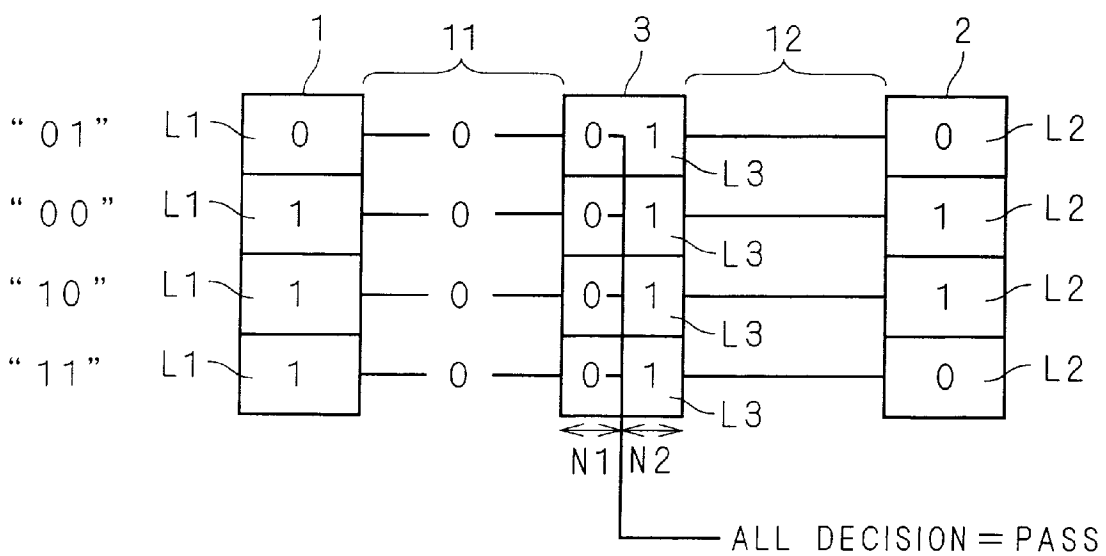 1 11 3 12 2
“01” L1 0 0 0 1 0 L2
L3
“00” L1 1 0 0 1 1 L2
L3
“10” L1 1 0 0 1 1 L2
L3
“11” L1 1 0 0 1 0 L2
L3
N1 N2
ALL DECISION=PASS